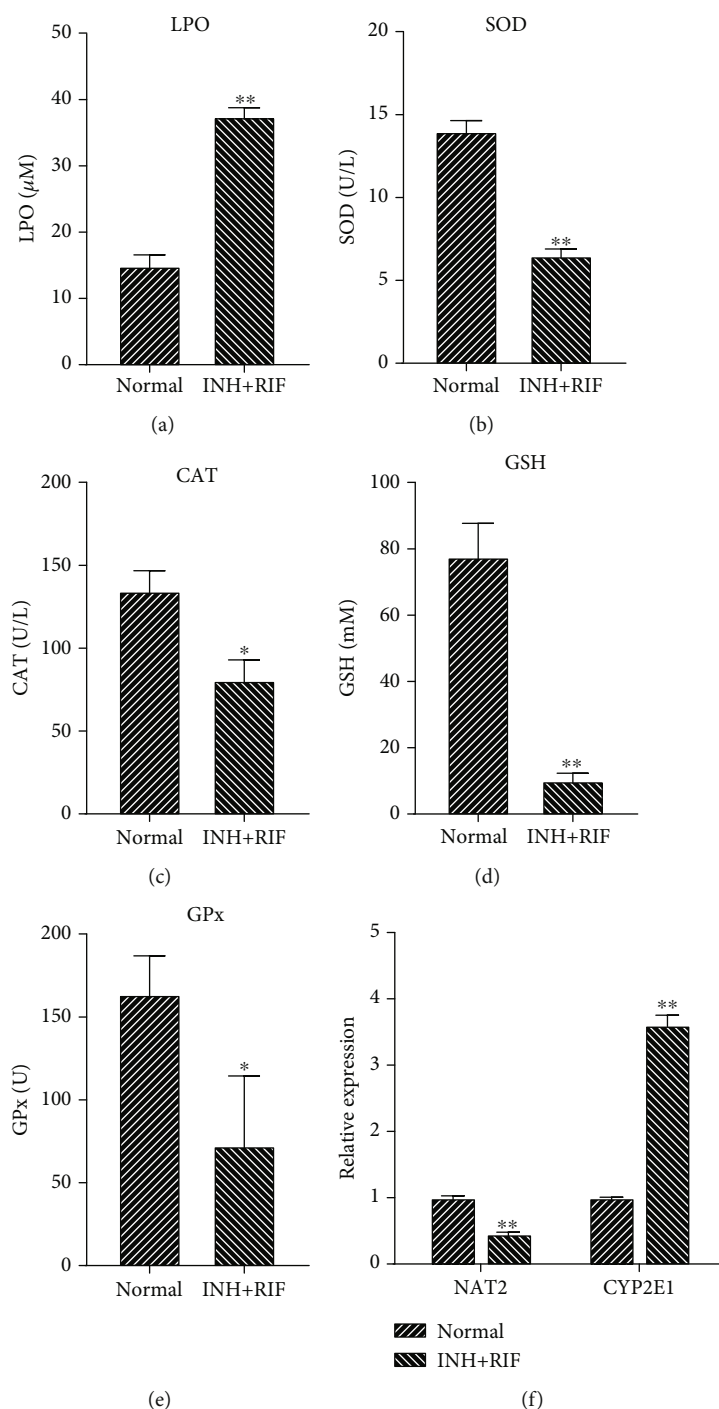 LPO
50
40
30
20
10
0
LPO (μM)
**
Normal
INH+RIF
(a)
SOD
20
15
10
5
0
SOD (U/L)
**
Normal
INH+RIF
(b)
CAT
200
150
100
50
0
CAT (U/L)
*
Normal
INH+RIF
(c)
GSH
100
80
60
40
20
0
GSH (mM)
**
Normal
INH+RIF
(d)
GPx
200
150
100
50
0
GPx (U)
*
Normal
INH+RIF
(e)
5
4
3
2
1
0
Relative expression
**
**
NAT2
CYP2E1
Normal
INH+RIF
(f)